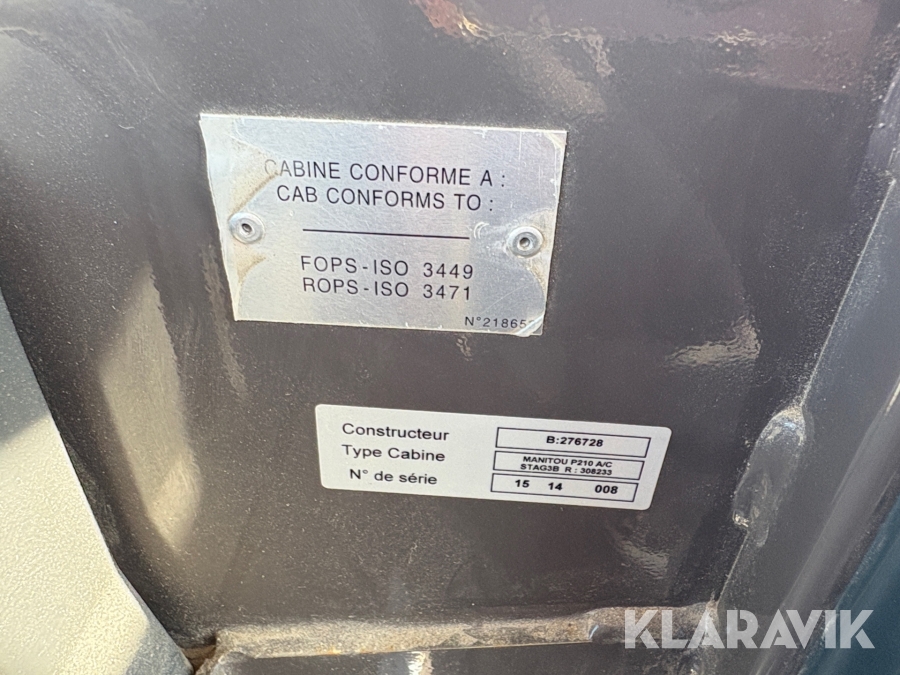 CABINE CONFORME A :
CAB CONFORMS TO :
FOPS-ISO 3449
ROPS-ISO 3471
Constructeur B:276728
Type Cabine MANITOU P210 A/C
STAG3B R : 308233
N° de série 15 14 008
KLARAVIK